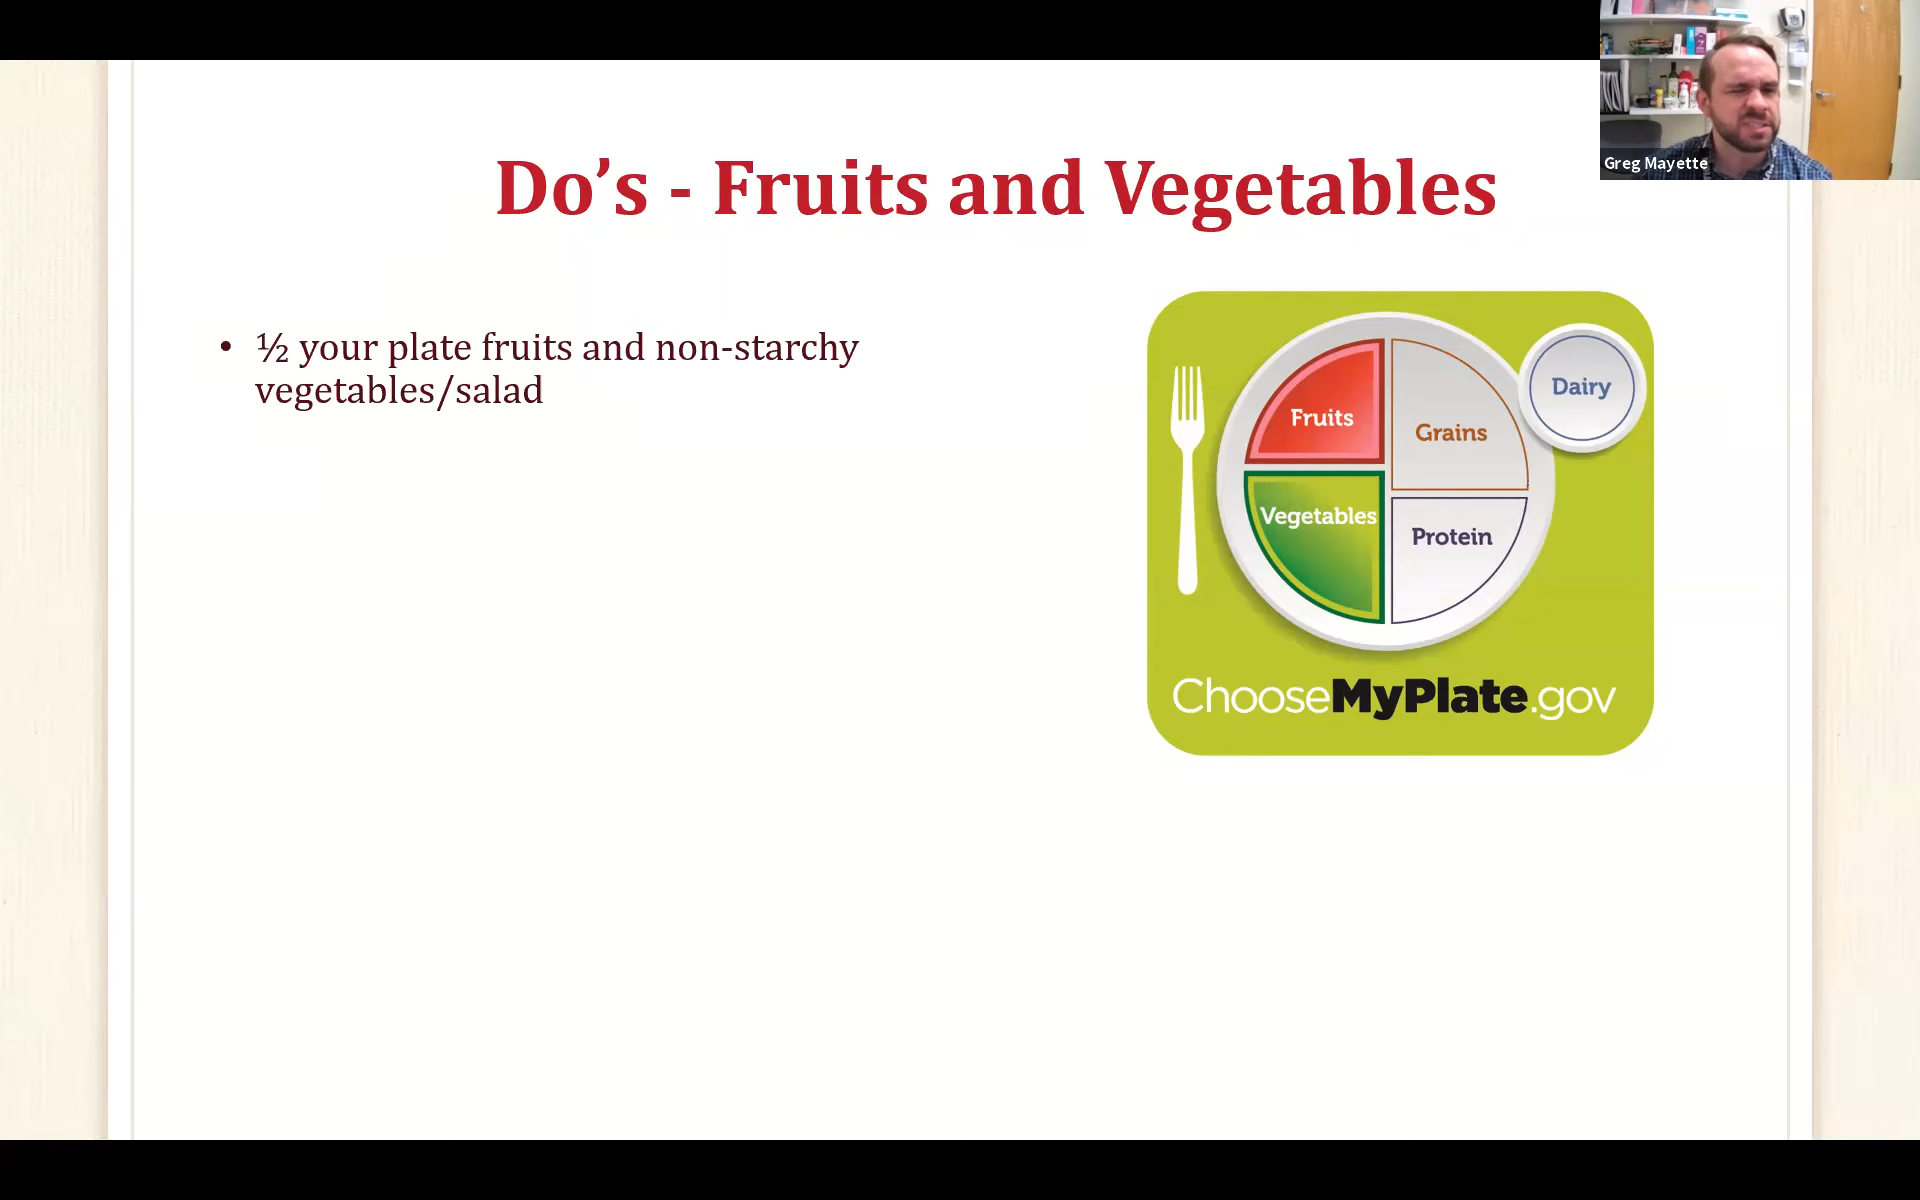 Greg Mayette
Do’s - Fruits and Vegetables
• ½ your plate fruits and non-starchy
vegetables/salad
Dairy
Fruits
Grains
Vegetables
Protein
ChooseMyPlate.gov